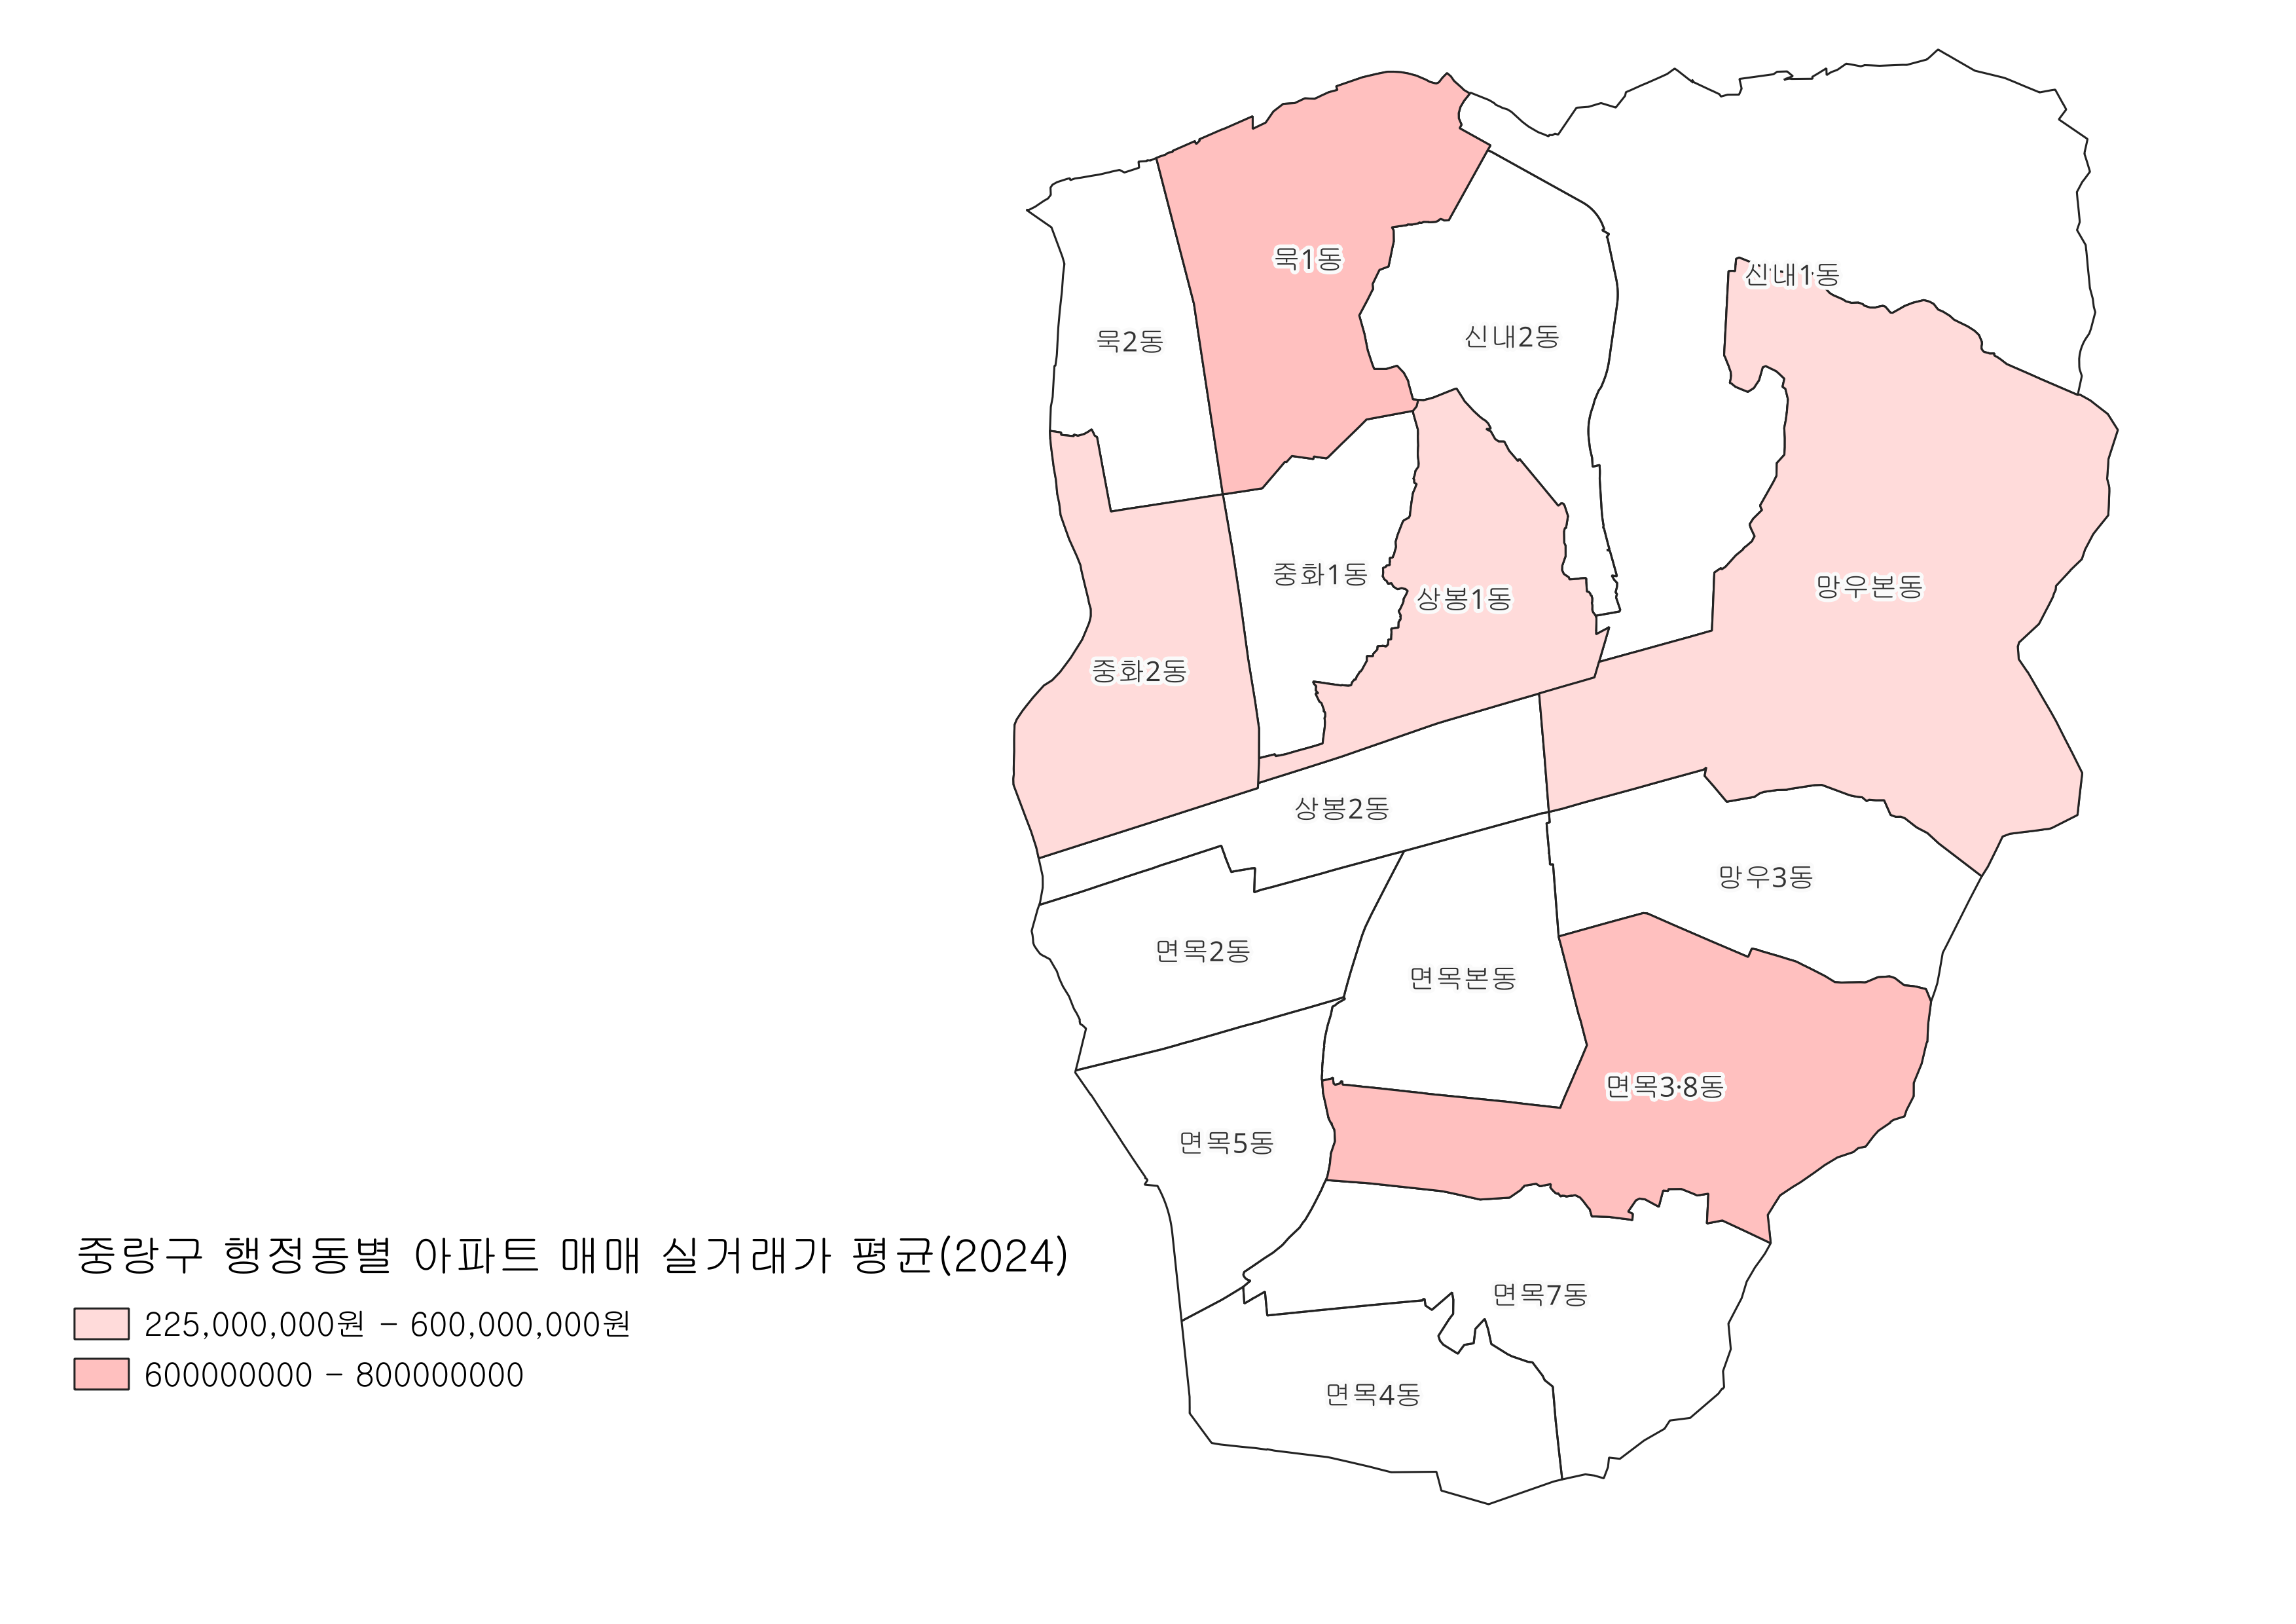 묵1동
신내1동
신내2동
묵2동
중화1동
상봉1동
망우본동
중화2동
상봉2동
망우3동
면목2동
면목본동
면목3·8동
면목5동
면목7동
면목4동
중랑구 행정동별 아파트 매매 실거래가 평균(2024)
225,000,000원 - 600,000,000원
600000000 - 800000000